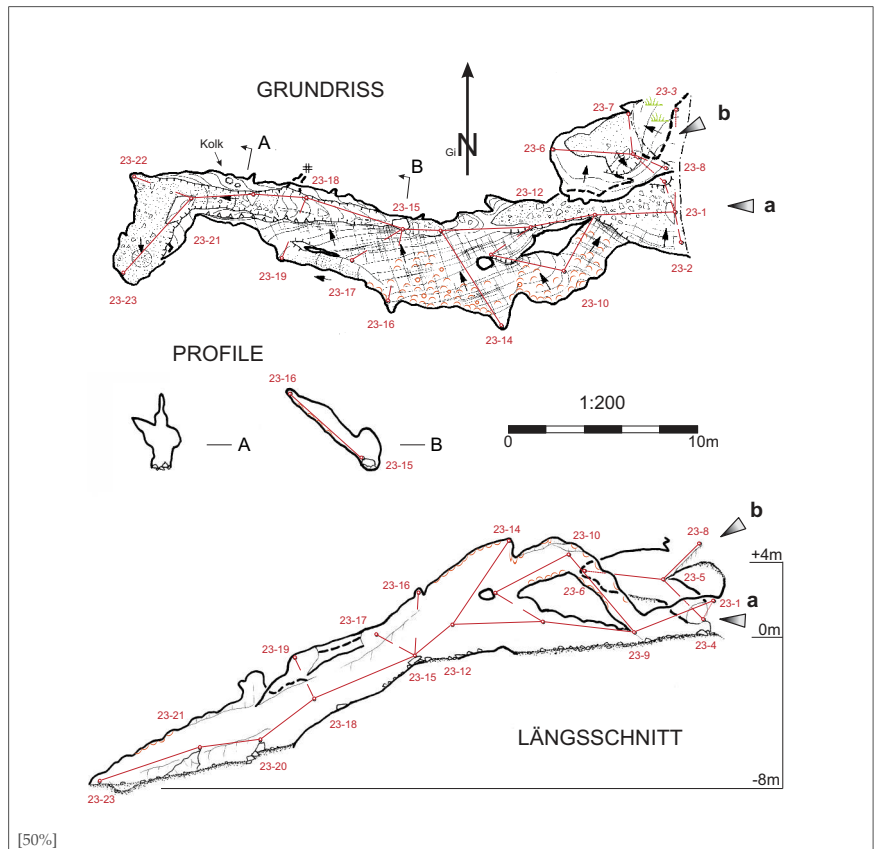 GRUNDRISS
Gi N
23-3
23-7
b
Kolk
A
23-6
B
23-22
23-18
23-8
23-12
23-15
23-1
a
23-21
23-2
23-19
23-17
23-23
23-10
23-16
23-14
PROFILE
23-16
A
B
23-15
1:200
0 10m
23-14
23-10
23-8
b
+4m
23-16
23-6
23-5
23-1
a
23-17
0m
23-19
23-4
23-9
23-15
23-12
23-21
23-18
LÄNGSSCHNITT
23-20
-8m
23-23
[50%]